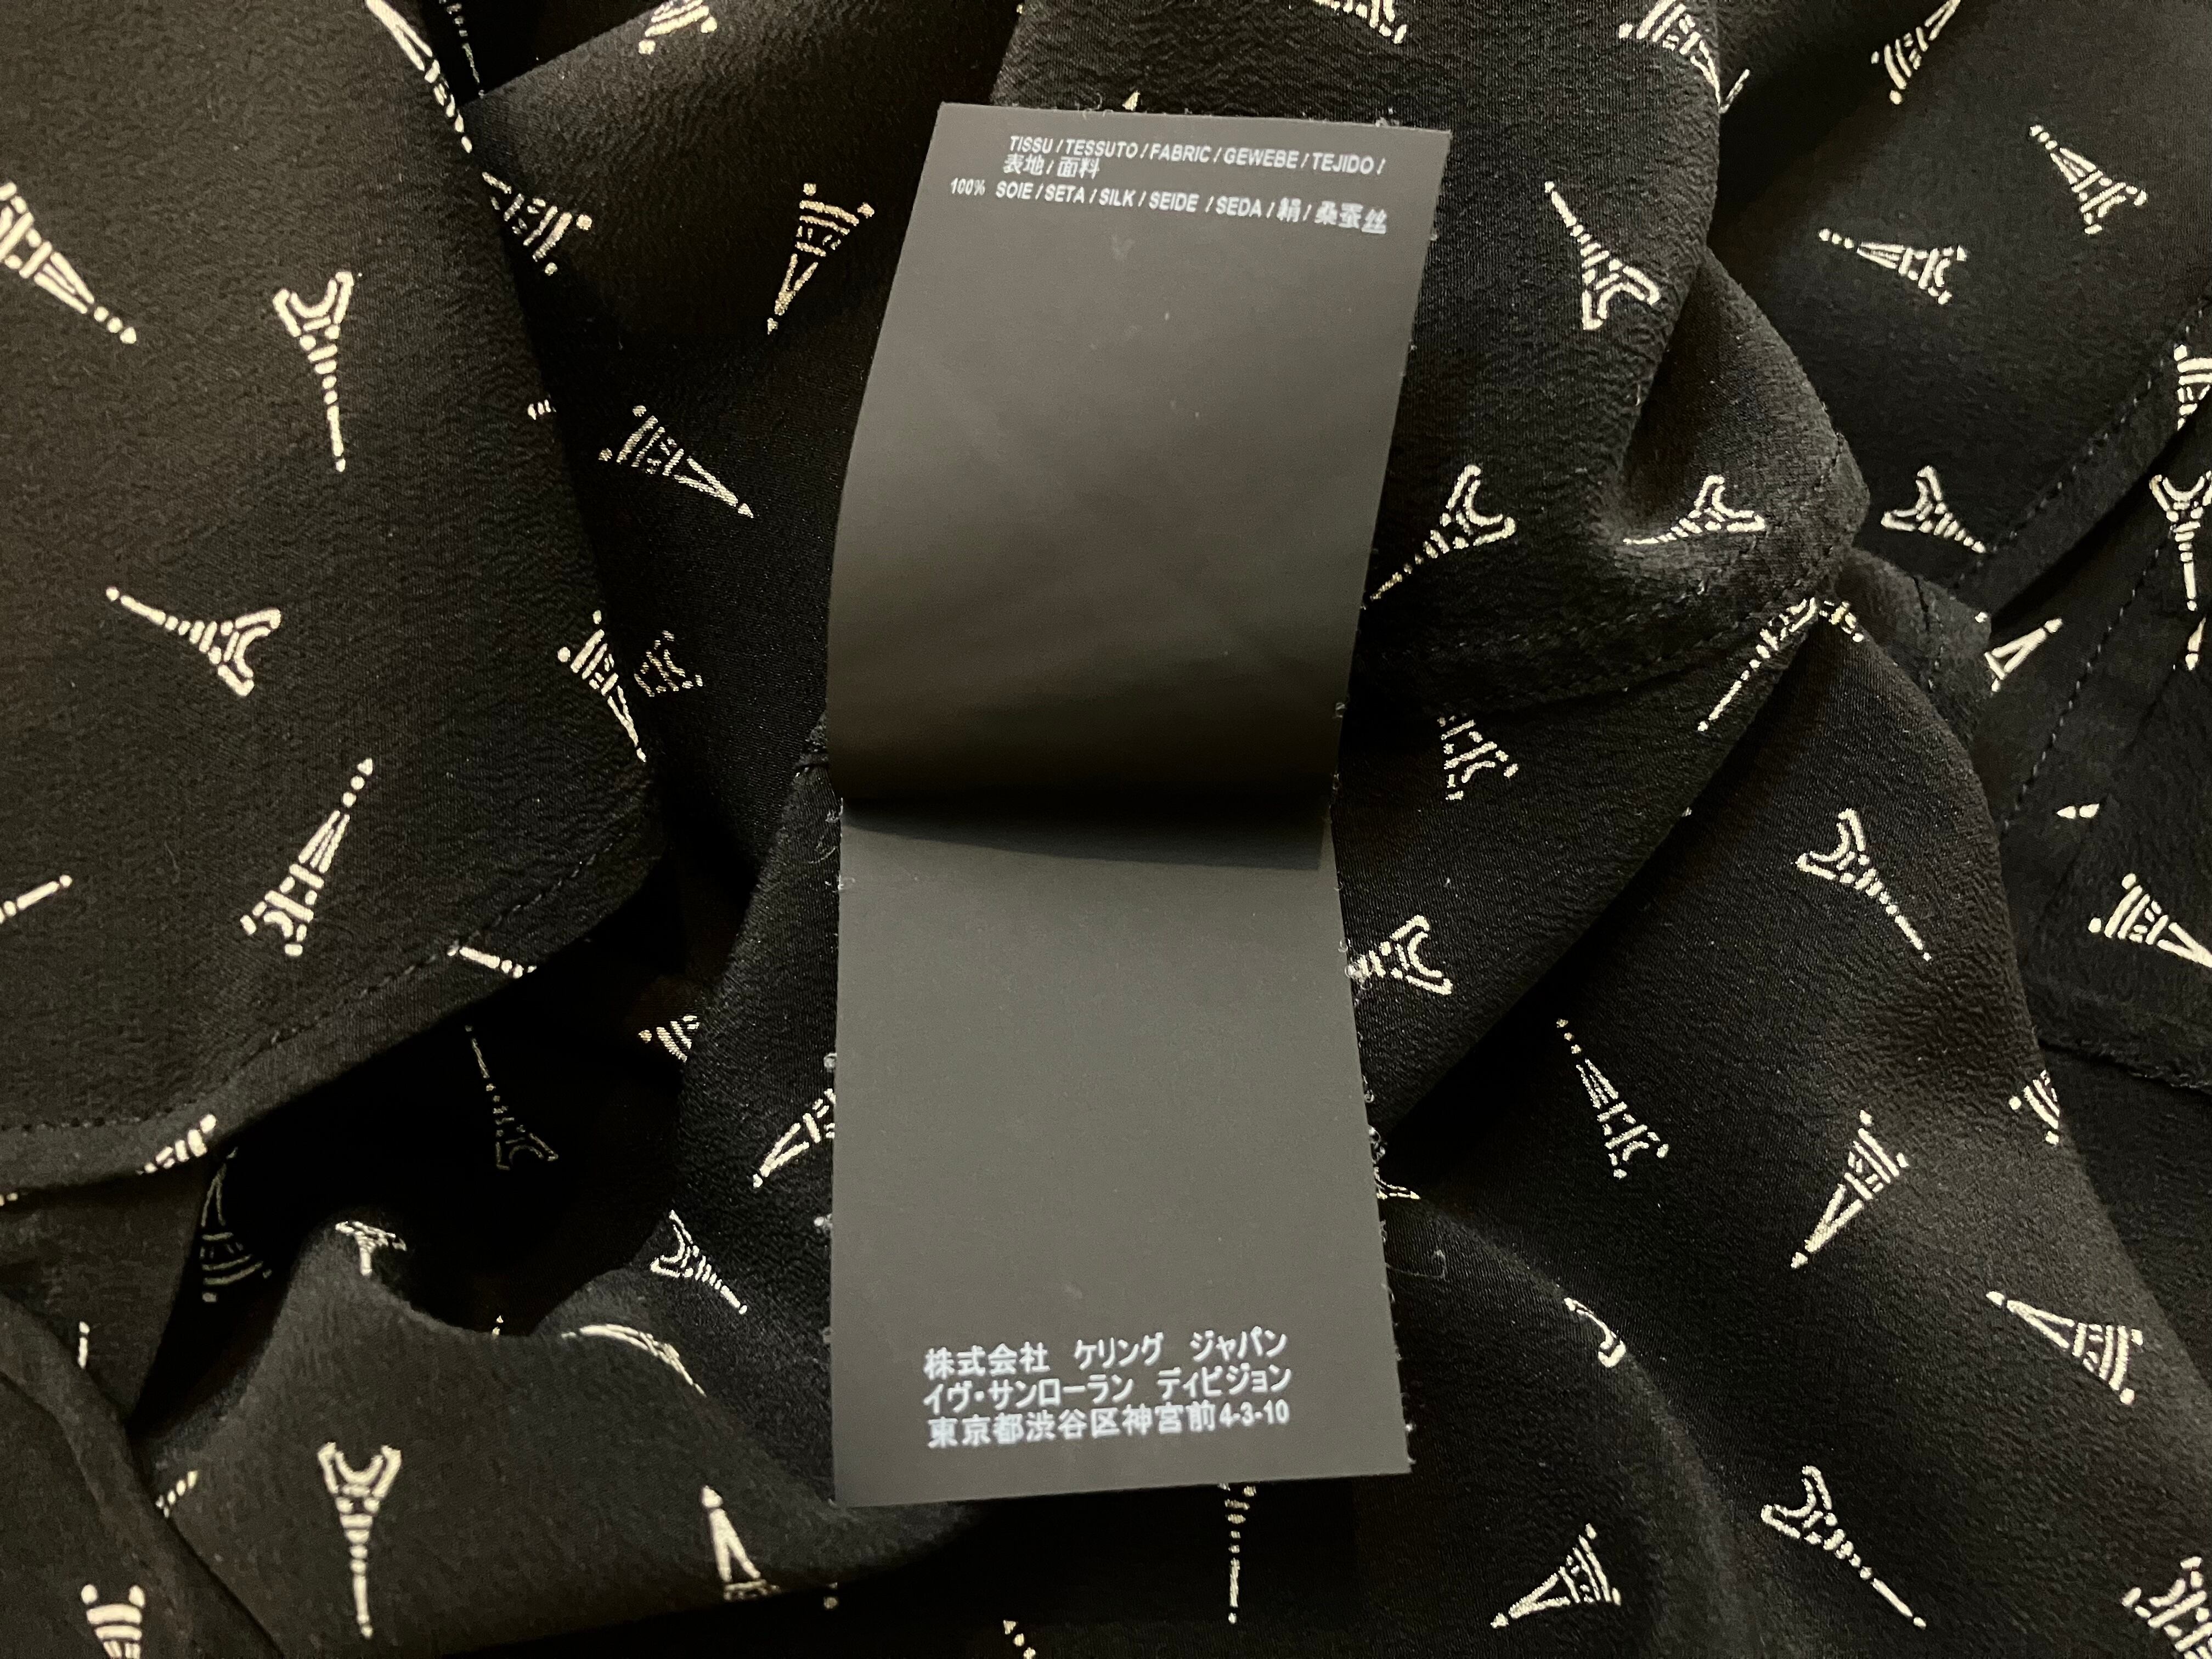 TISSU / TESSUTO / FABRIC / GEWEBE / TEJIDO /
表地 / 面料
100% SOIE / SETA / SILK / SEIDE / SEDA / 絹 / 桑蚕丝
株式会社 ケリング ジャパン
イヴ・サンローラン ディビジョン
東京都渋谷区神宮前4-3-10